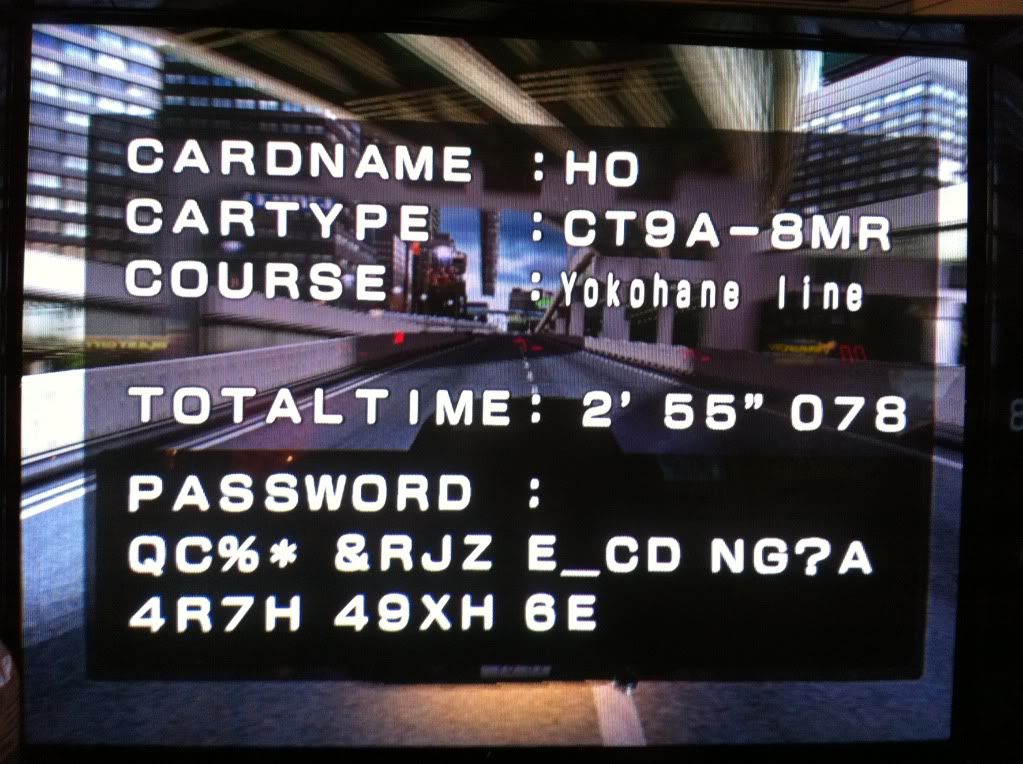 CARDNAME : HO
CARTYPE : CT9A-8MR
COURSE : Yokohane line
TOTALTIME: 2' 55" 078
PASSWORD :
QC%* &RJZ E_CD NG?A
4R7H 49XH 6E